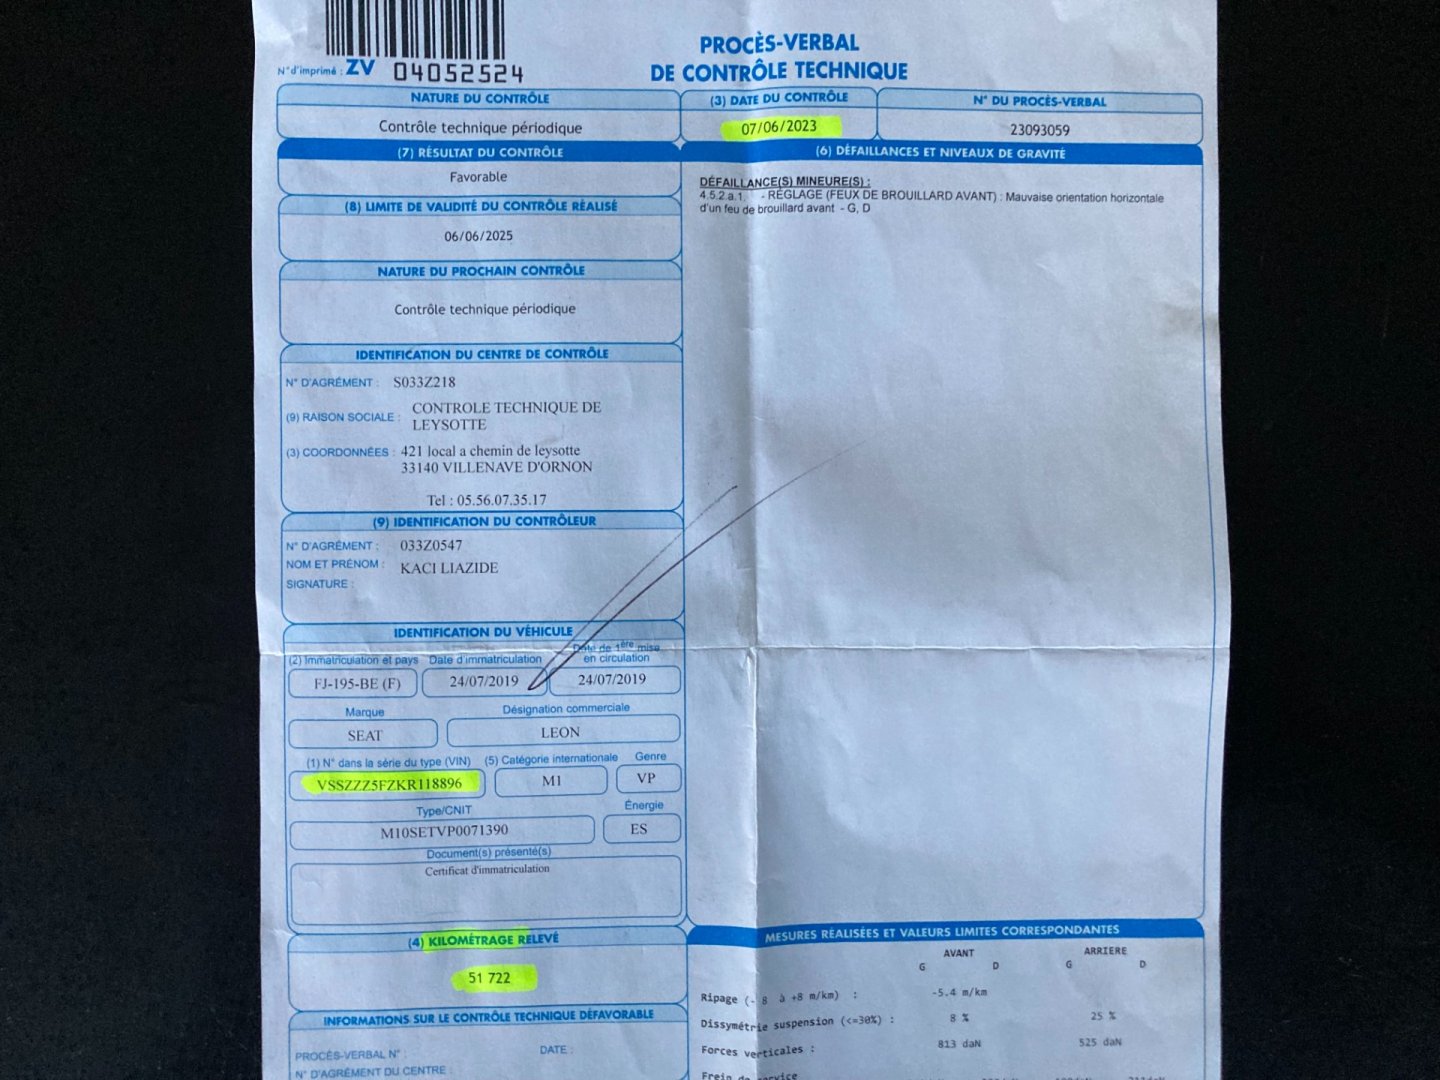 N°d'imprimé : ZV 04052524
PROCÈS-VERBAL
DE CONTRÔLE TECHNIQUE
NATURE DU CONTRÔLE
Contrôle technique périodique
(3) DATE DU CONTRÔLE
07/06/2023
N° DU PROCÈS-VERBAL
23093059
(7) RÉSULTAT DU CONTRÔLE
Favorable
(8) LIMITE DE VALIDITÉ DU CONTRÔLE RÉALISÉ
06/06/2025
NATURE DU PROCHAIN CONTRÔLE
Contrôle technique périodique
IDENTIFICATION DU CENTRE DE CONTRÔLE
N° D'AGRÉMENT : S033Z218
(9) RAISON SOCIALE : CONTROLE TECHNIQUE DE
LEYSOTTE
(3) COORDONNÉES : 421 local a chemin de leysotte
33140 VILLENAVE D'ORNON
Tel : 05.56.07.35.17
(9) IDENTIFICATION DU CONTRÔLEUR
N° D'AGRÉMENT : 033Z0547
NOM ET PRÉNOM : KACI LIAZIDE
SIGNATURE :
IDENTIFICATION DU VÉHICULE
(2) Immatriculation et pays Date d'immatriculation Date de 1ère mise
en circulation
FJ-195-BE (F) 24/07/2019 24/07/2019
Marque Désignation commerciale
SEAT LEON
(1) N° dans la série du type (VIN) (5) Catégorie internationale Genre
VSSZZZ5FZKR118896 M1 VP
Type/CNIT Énergie
M10SETVP0071390 ES
Document(s) présenté(s)
Certificat d'immatriculation
(4) KILOMÉTRAGE RELEVÉ
51 722
INFORMATIONS SUR LE CONTRÔLE TECHNIQUE DÉFAVORABLE
PROCÈS-VERBAL N° : DATE :
N° D'AGRÉMENT DU CENTRE :
(6) DÉFAILLANCES ET NIVEAUX DE GRAVITÉ
DÉFAILLANCE(S) MINEURE(S) :
4.5.2.a.1. - RÉGLAGE (FEUX DE BROUILLARD AVANT) : Mauvaise orientation horizontale
d'un feu de brouillard avant - G, D
MESURES RÉALISÉES ET VALEURS LIMITES CORRESPONDANTES
AVANT ARRIERE
G D G D
Ripage (- 8 à +8 m/km) : -5.4 m/km
Dissymétrie suspension (<=30%) : 8 % 25 %
Forces verticales : 813 daN 525 daN
Frein de service